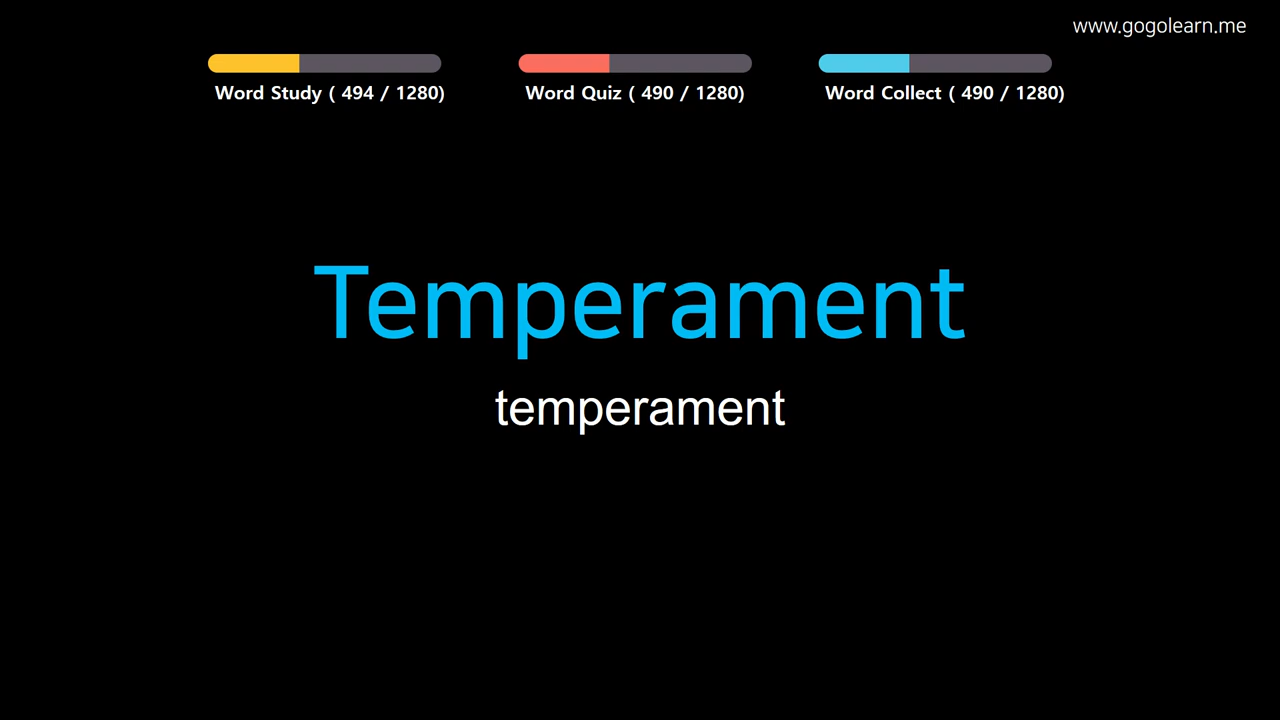 www.gogolearn.me
Word Study ( 494 / 1280)
Word Quiz ( 490 / 1280)
Word Collect ( 490 / 1280)
Temperament
temperament